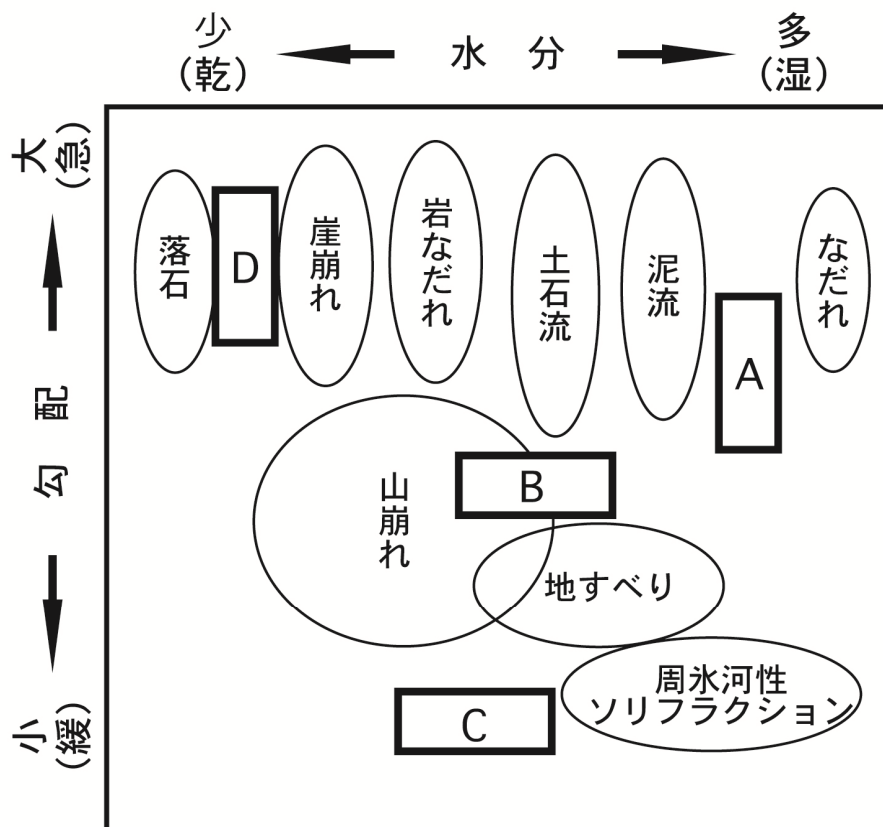 少
(乾)
水 分
多
(湿)
大
(急)
勾 配
小
(緩)
落石
D
崖崩れ
岩なだれ
土石流
泥流
A
なだれ
山崩れ
B
地すべり
周氷河性
ソリフラクション
C